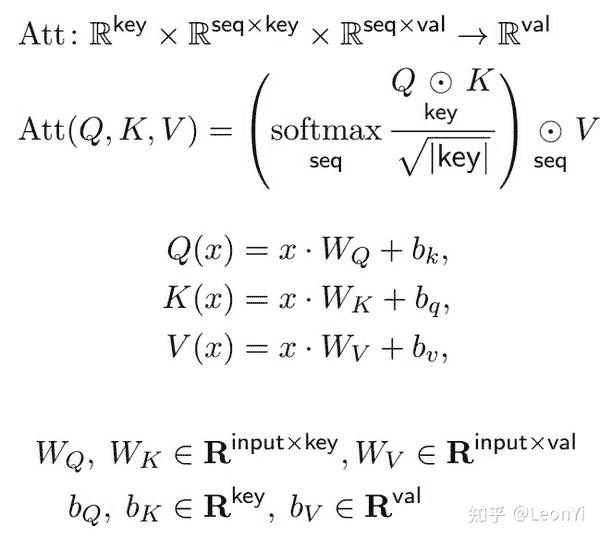 Att: ℝ^key × ℝ^seq×key × ℝ^seq×val → ℝ^val
Att(Q, K, V) = ( softmax_seq (Q ⊙_key K) / √|key| ) ⊙_seq V
Q(x) = x · W_Q + b_k,
K(x) = x · W_K + b_q,
V(x) = x · W_V + b_v,
W_Q, W_K ∈ R^input×key, W_V ∈ R^input×val
b_Q, b_K ∈ R^key, b_V ∈ R^val
知乎 @LeonYi